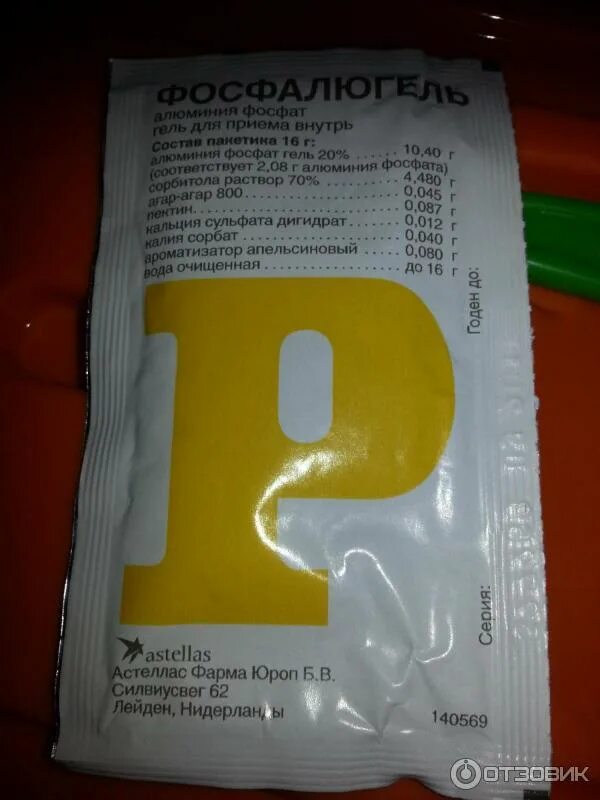 ФОСФАЛЮГЕЛЬ
алюминия фосфат
гель для приема внутрь
Состав пакетика 16 г:
алюминия фосфат гель 20% ...... 10,40 г
(соответствует 2,08 г алюминия фосфата)
сорбитола раствор 70% ........... 4,480 г
агар-агар 800 ........................ 0,045 г
пектин ................................. 0,087 г
кальция сульфата дигидрат ..... 0,012 г
калия сорбат ........................ 0,040 г
ароматизатор апельсиновый .... 0,080 г
вода очищенная .................... до 16 г
Годен до:
P
Серия:
astellas
Астеллас Фарма Юроп Б.В.
Силвиусвег 62
Лейден, Нидерланды
140569
ОТЗОВИК